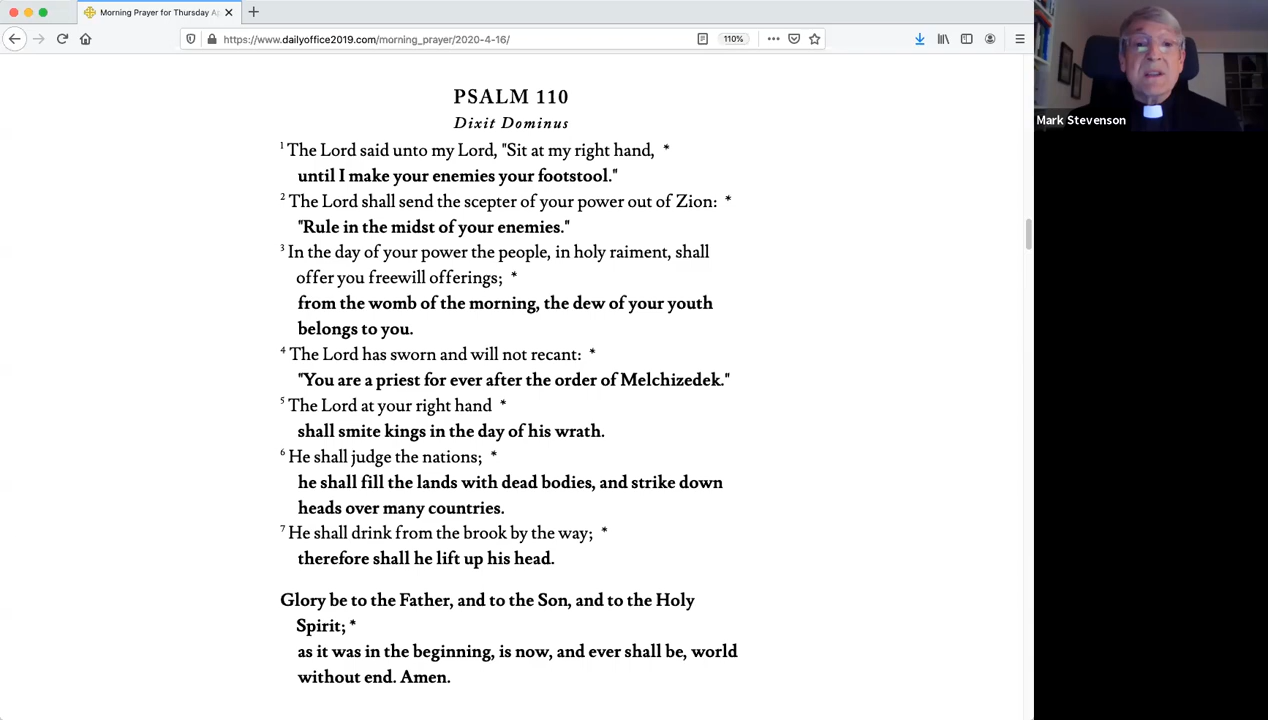 Morning Prayer for Thursday Ap
https://www.dailyoffice2019.com/morning_prayer/2020-4-16/
110%
Mark Stevenson
PSALM 110
Dixit Dominus
1 The Lord said unto my Lord, "Sit at my right hand, *
until I make your enemies your footstool."
2 The Lord shall send the scepter of your power out of Zion: *
"Rule in the midst of your enemies."
3 In the day of your power the people, in holy raiment, shall
offer you freewill offerings; *
from the womb of the morning, the dew of your youth
belongs to you.
4 The Lord has sworn and will not recant: *
"You are a priest for ever after the order of Melchizedek."
5 The Lord at your right hand *
shall smite kings in the day of his wrath.
6 He shall judge the nations; *
he shall fill the lands with dead bodies, and strike down
heads over many countries.
7 He shall drink from the brook by the way; *
therefore shall he lift up his head.
Glory be to the Father, and to the Son, and to the Holy
Spirit; *
as it was in the beginning, is now, and ever shall be, world
without end. Amen.